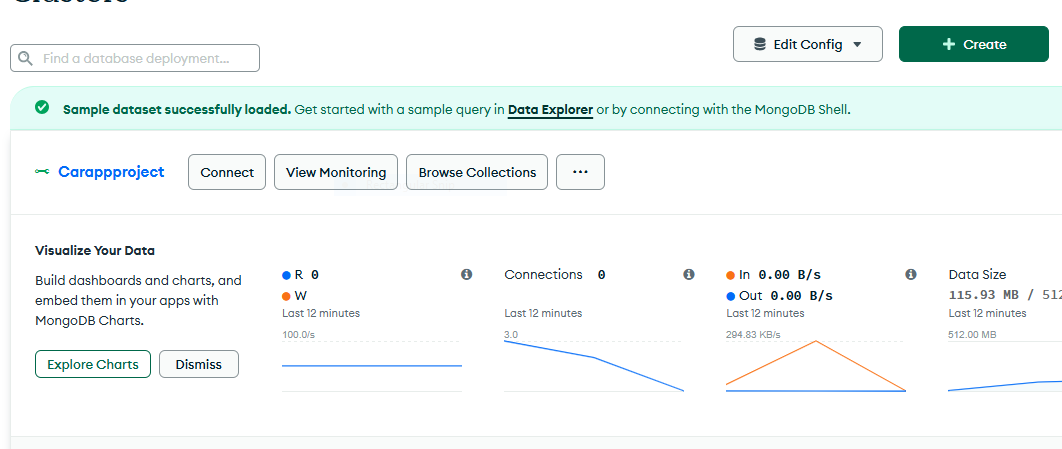 Find a database deployment...
Edit Config
Create
Sample dataset successfully loaded. Get started with a sample query in Data Explorer or by connecting with the MongoDB Shell.
Carappproject
Connect
View Monitoring
Browse Collections
...
Visualize Your Data
Build dashboards and charts, and
embed them in your apps with
MongoDB Charts.
Explore Charts
Dismiss
R 0
W
Last 12 minutes
100.0/s
Connections 0
Last 12 minutes
3.0
In 0.00 B/s
Out 0.00 B/s
Last 12 minutes
294.83 KB/s
Data Size
115.93 MB / 512
Last 12 minutes
512.00 MB